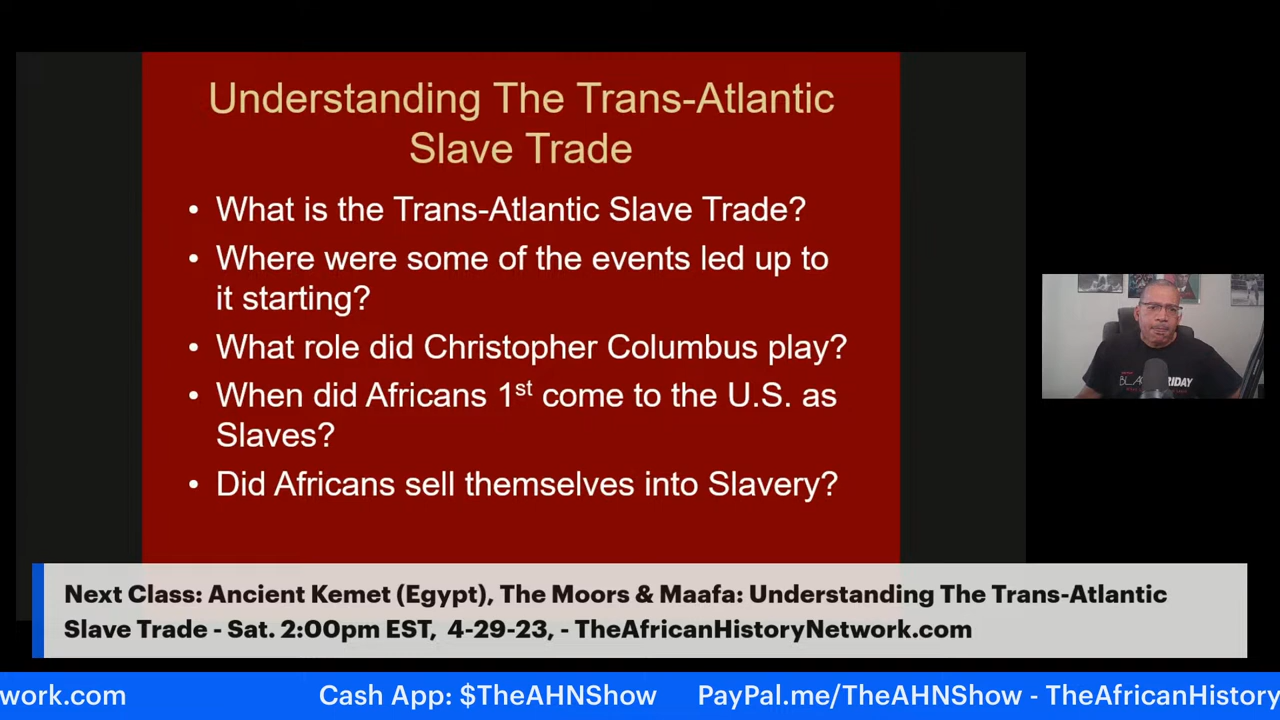 Understanding The Trans-Atlantic
Slave Trade
• What is the Trans-Atlantic Slave Trade?
• Where were some of the events led up to
it starting?
• What role did Christopher Columbus play?
• When did Africans 1st come to the U.S. as
Slaves?
• Did Africans sell themselves into Slavery?
Next Class: Ancient Kemet (Egypt), The Moors & Maafa: Understanding The Trans-Atlantic
Slave Trade - Sat. 2:00pm EST, 4-29-23, - TheAfricanHistoryNetwork.com
work.com Cash App: $TheAHNShow PayPal.me/TheAHNShow - TheAfricanHistory